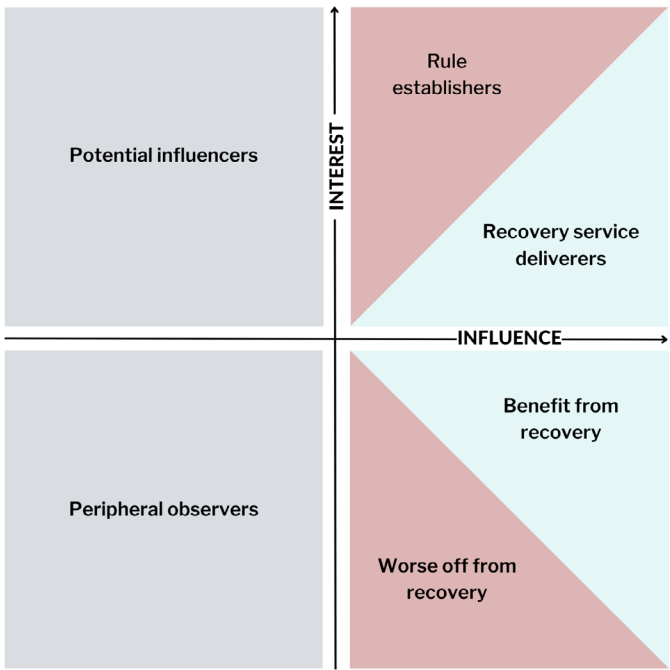 Rule
establishers
Potential influencers
INTEREST
Recovery service
deliverers
INFLUENCE
Benefit from
recovery
Peripheral observers
Worse off from
recovery